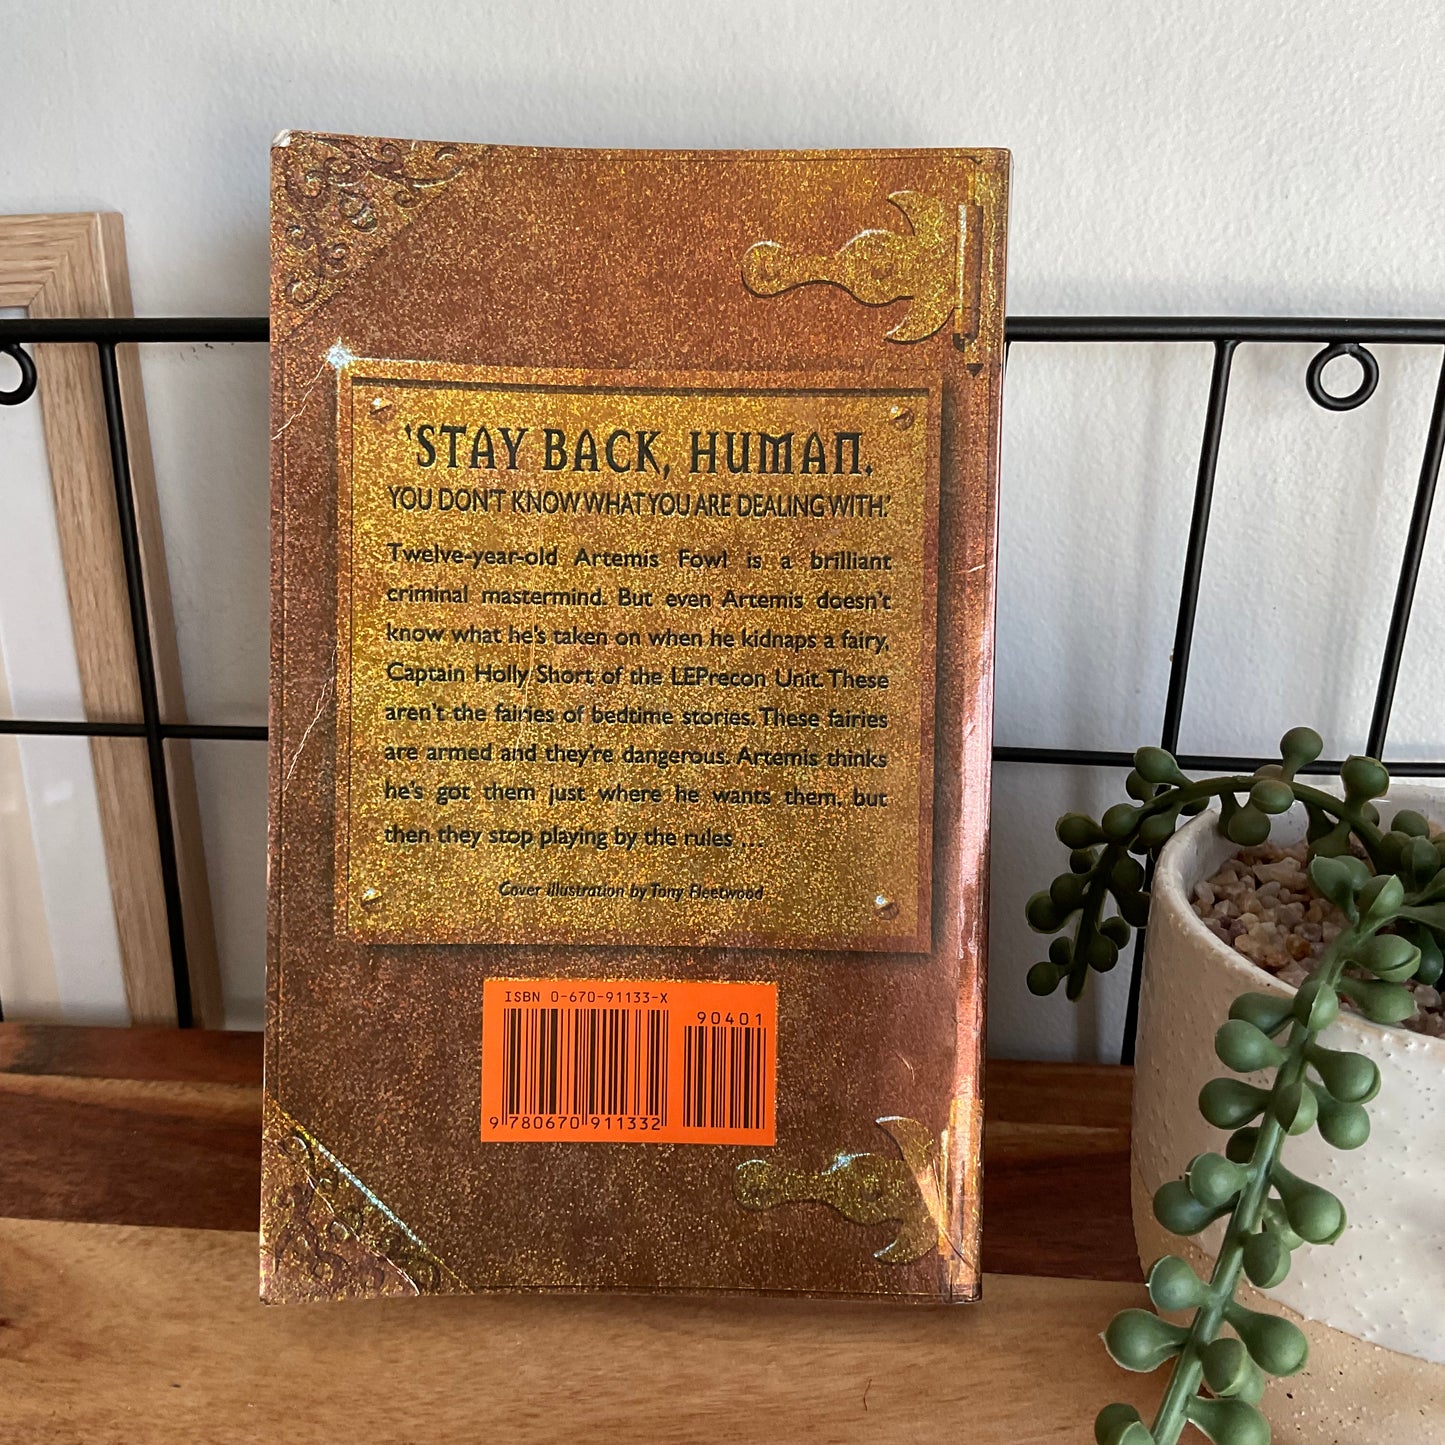 ‘STAY BACK, HUMAN.
YOU DON'T KNOW WHAT YOU ARE DEALING WITH.’
Twelve-year-old Artemis Fowl is a brilliant
criminal mastermind. But even Artemis doesn't
know what he's taken on when he kidnaps a fairy,
Captain Holly Short of the LEPrecon Unit. These
aren't the fairies of bedtime stories. These fairies
are armed and they're dangerous. Artemis thinks
he's got them just where he wants them, but
then they stop playing by the rules ...
Cover illustration by Tony Fleetwood
ISBN 0-670-91133-X
90401
9 780670 911332